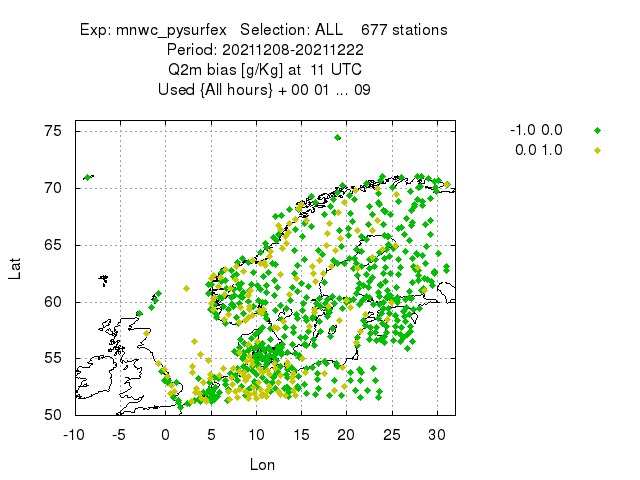 Exp: mnwc_pysurfex Selection: ALL 677 stations
Period: 20211208-20211222
Q2m bias [g/Kg] at 11 UTC
Used {All hours} + 00 01 ... 09
-1.0 0.0
0.0 1.0
75
70
65
60
55
50
Lat
-10 -5 0 5 10 15 20 25 30
Lon